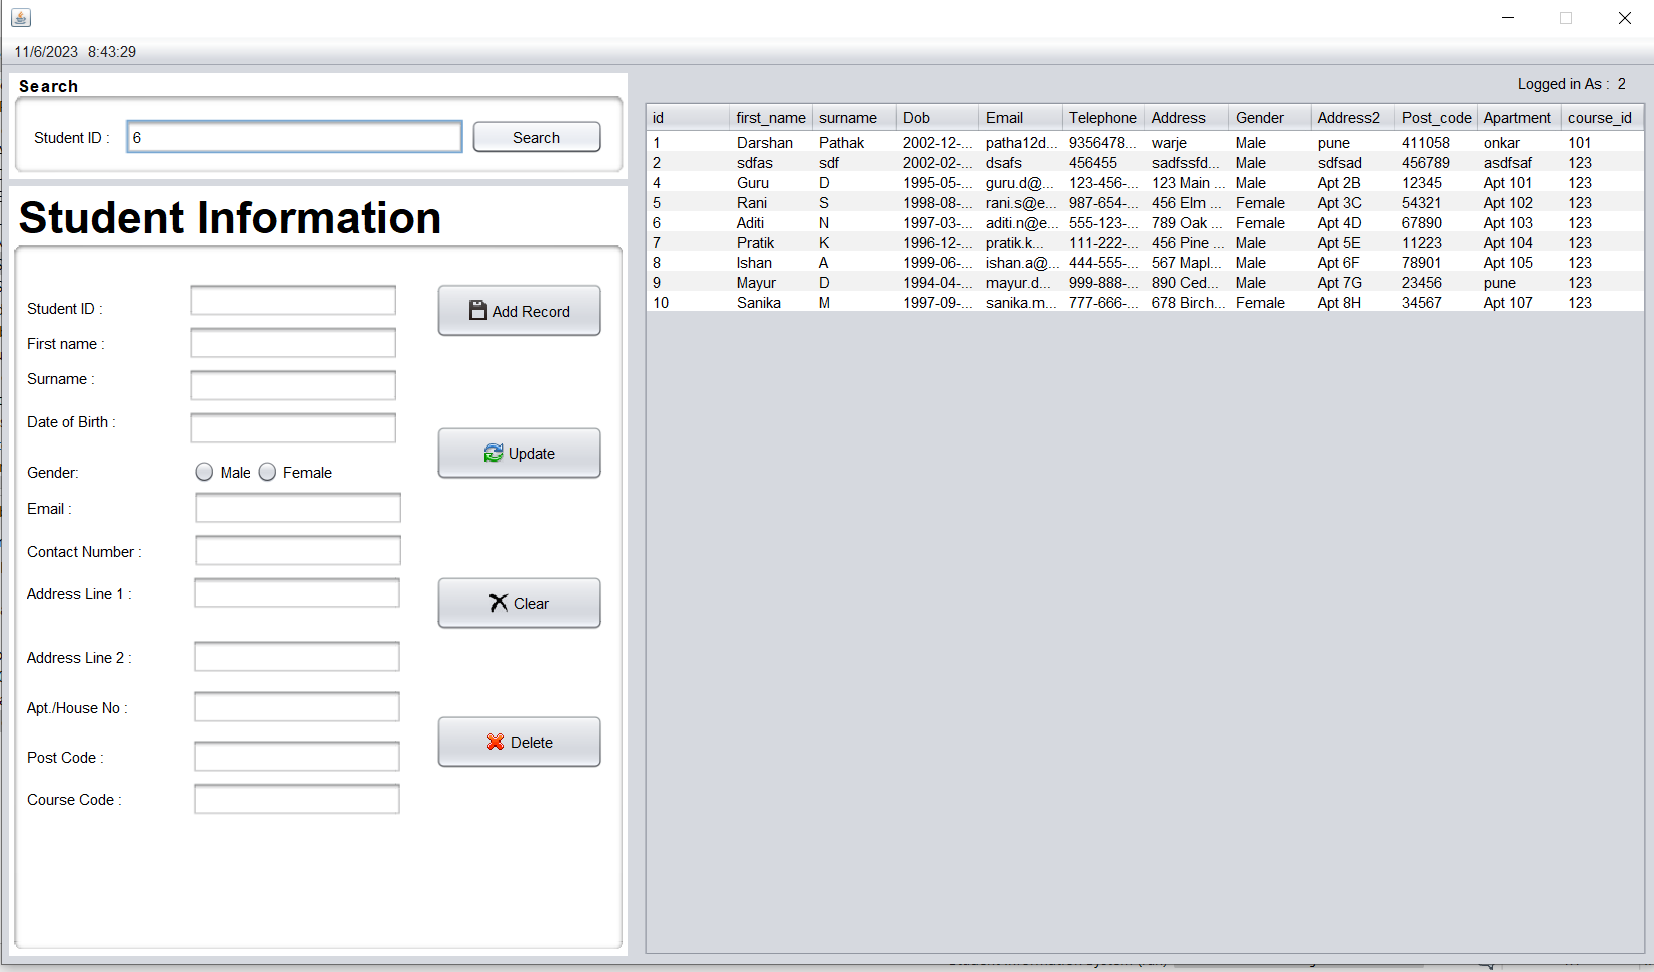 11/6/2023 8:43:29
Search
Student ID : 6 Search
Student Information
Student ID :
First name :
Surname :
Date of Birth :
Gender: Male Female
Email :
Contact Number :
Address Line 1 :
Address Line 2 :
Apt./House No :
Post Code :
Course Code :
Add Record
Update
Clear
Delete
Logged in As : 2
id first_name surname Dob Email Telephone Address Gender Address2 Post_code Apartment course_id
1 Darshan Pathak 2002-12-... patha12d... 9356478... warje Male pune 411058 onkar 101
2 sdfas sdf 2002-02-... dsafs 456455 sadfssfd... Male sdfsad 456789 asdfsaf 123
4 Guru D 1995-05-... guru.d@... 123-456-... 123 Main ... Male Apt 2B 12345 Apt 101 123
5 Rani S 1998-08-... rani.s@e... 987-654-... 456 Elm ... Female Apt 3C 54321 Apt 102 123
6 Aditi N 1997-03-... aditi.n@e... 555-123-... 789 Oak ... Female Apt 4D 67890 Apt 103 123
7 Pratik K 1996-12-... pratik.k... 111-222-... 456 Pine ... Male Apt 5E 11223 Apt 104 123
8 Ishan A 1999-06-... ishan.a@... 444-555-... 567 Mapl... Male Apt 6F 78901 Apt 105 123
9 Mayur D 1994-04-... mayur.d... 999-888-... 890 Ced... Male Apt 7G 23456 pune 123
10 Sanika M 1997-09-... sanika.m... 777-666-... 678 Birch... Female Apt 8H 34567 Apt 107 123